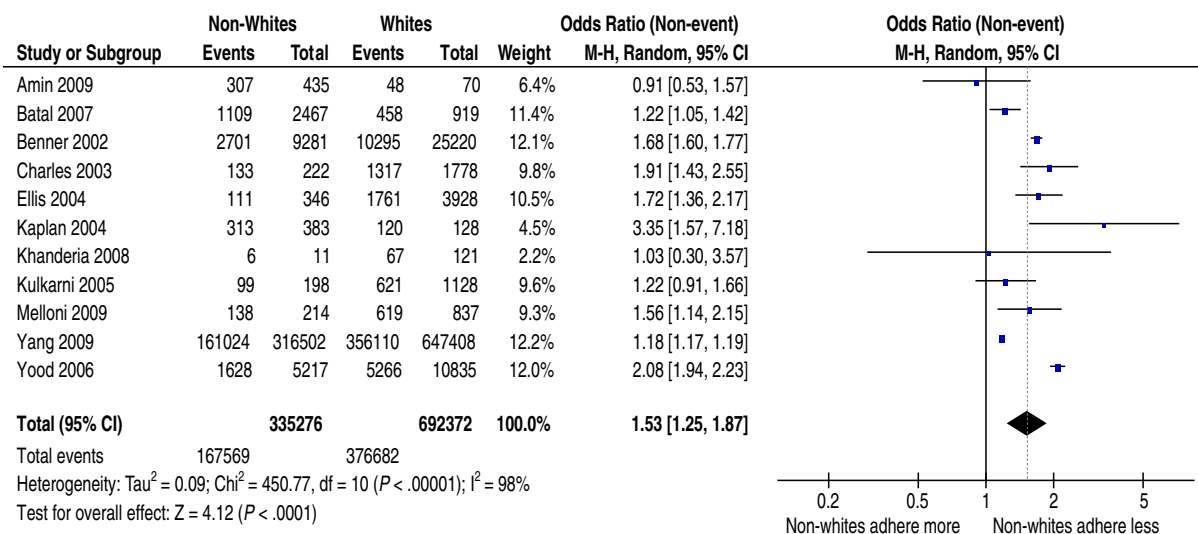 Non-Whites Whites Odds Ratio (Non-event) Odds Ratio (Non-event)
Study or Subgroup Events Total Events Total Weight M-H, Random, 95% CI M-H, Random, 95% CI
Amin 2009 307 435 48 70 6.4% 0.91 [0.53, 1.57]
Batal 2007 1109 2467 458 919 11.4% 1.22 [1.05, 1.42]
Benner 2002 2701 9281 10295 25220 12.1% 1.68 [1.60, 1.77]
Charles 2003 133 222 1317 1778 9.8% 1.91 [1.43, 2.55]
Ellis 2004 111 346 1761 3928 10.5% 1.72 [1.36, 2.17]
Kaplan 2004 313 383 120 128 4.5% 3.35 [1.57, 7.18]
Khanderia 2008 6 11 67 121 2.2% 1.03 [0.30, 3.57]
Kulkarni 2005 99 198 621 1128 9.6% 1.22 [0.91, 1.66]
Melloni 2009 138 214 619 837 9.3% 1.56 [1.14, 2.15]
Yang 2009 161024 316502 356110 647408 12.2% 1.18 [1.17, 1.19]
Yood 2006 1628 5217 5266 10835 12.0% 2.08 [1.94, 2.23]
Total (95% CI) 335276 692372 100.0% 1.53 [1.25, 1.87]
Total events 167569 376682
Heterogeneity: Tau² = 0.09; Chi² = 450.77, df = 10 (P < .00001); I² = 98%
Test for overall effect: Z = 4.12 (P < .0001)
0.2 0.5 1 2 5
Non-whites adhere more Non-whites adhere less